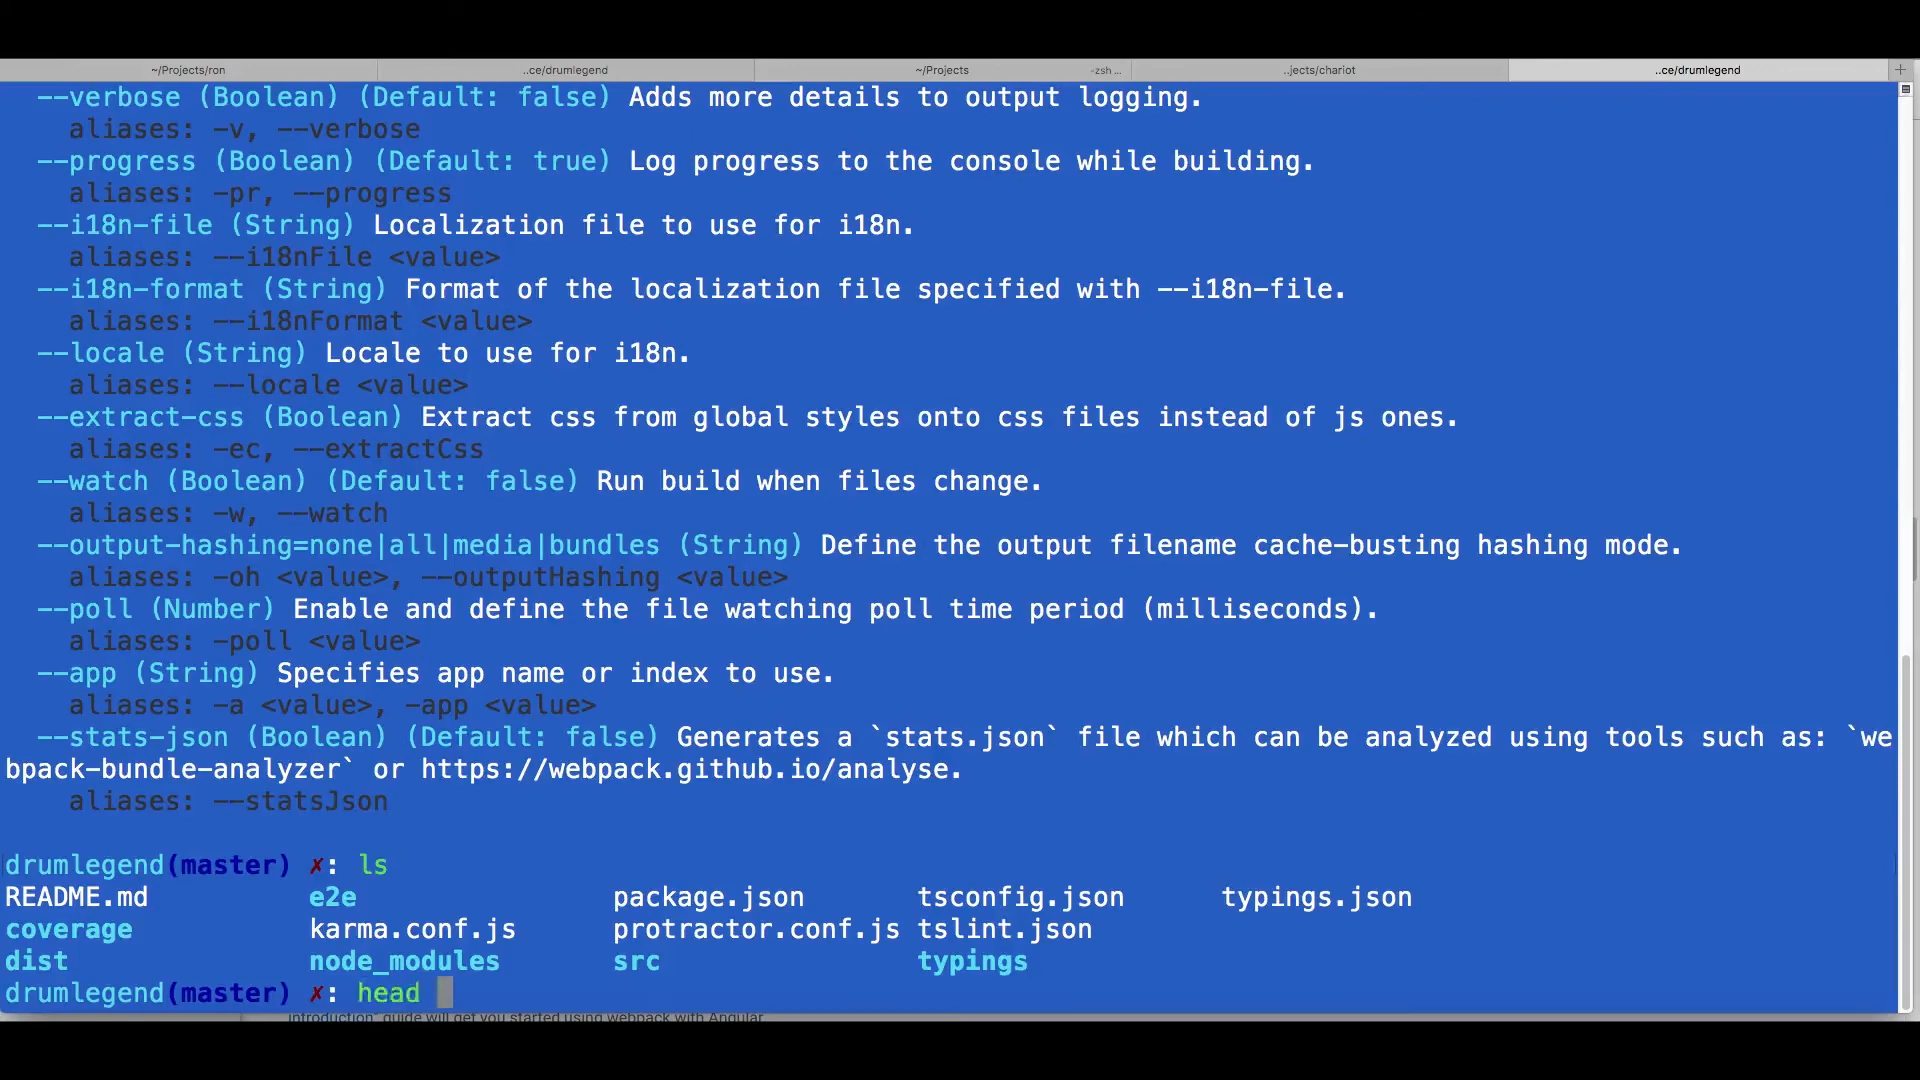 ~/Projects/ron ..ce/drumlegend ~/Projects -zsh ... ..jects/chariot ..ce/drumlegend
--verbose (Boolean) (Default: false) Adds more details to output logging.
aliases: -v, --verbose
--progress (Boolean) (Default: true) Log progress to the console while building.
aliases: -pr, --progress
--i18n-file (String) Localization file to use for i18n.
aliases: --i18nFile <value>
--i18n-format (String) Format of the localization file specified with --i18n-file.
aliases: --i18nFormat <value>
--locale (String) Locale to use for i18n.
aliases: --locale <value>
--extract-css (Boolean) Extract css from global styles onto css files instead of js ones.
aliases: -ec, --extractCss
--watch (Boolean) (Default: false) Run build when files change.
aliases: -w, --watch
--output-hashing=none|all|media|bundles (String) Define the output filename cache-busting hashing mode.
aliases: -oh <value>, --outputHashing <value>
--poll (Number) Enable and define the file watching poll time period (milliseconds).
aliases: -poll <value>
--app (String) Specifies app name or index to use.
aliases: -a <value>, -app <value>
--stats-json (Boolean) (Default: false) Generates a `stats.json` file which can be analyzed using tools such as: `we
bpack-bundle-analyzer` or https://webpack.github.io/analyse.
aliases: --statsJson
drumlegend(master) ✗: ls
README.md e2e package.json tsconfig.json typings.json
coverage karma.conf.js protractor.conf.js tslint.json
dist node_modules src typings
drumlegend(master) ✗: head
Introduction" guide will get you started using webpack with Angular